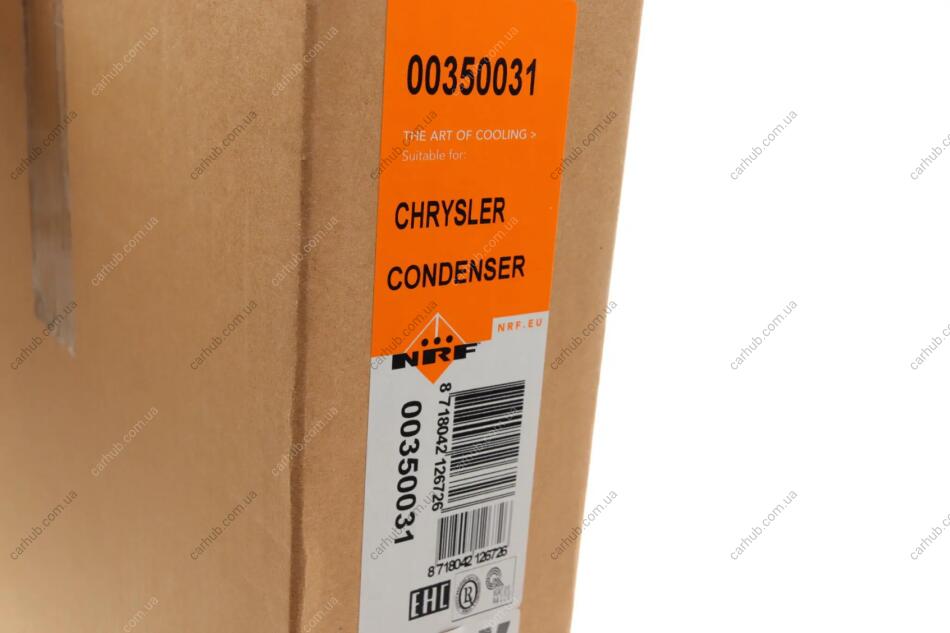 00350031
THE ART OF COOLING >
Suitable for:
CHRYSLER
CONDENSER
NRF.EU
NRF
00350031
8 718042 126726
8 718042 126726
EAC
carhub.com.ua